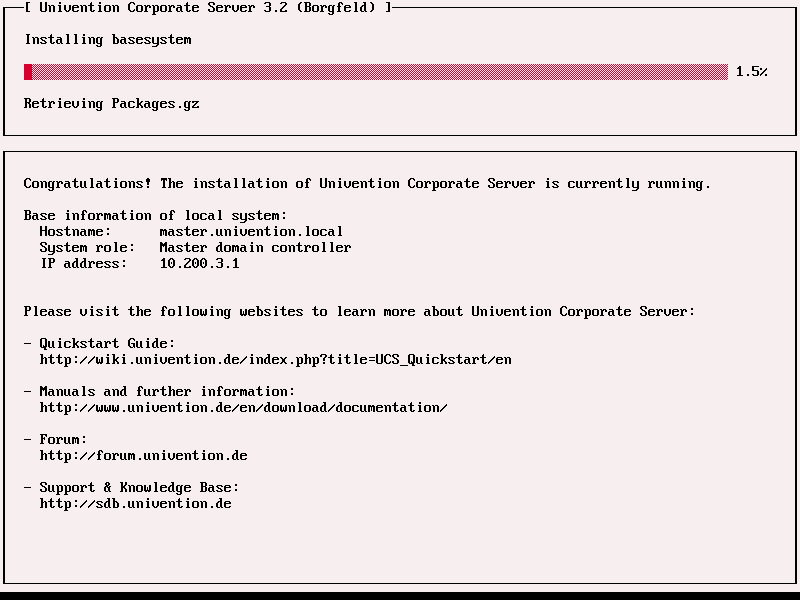 [ Univention Corporate Server 3.2 (Borgfeld) ]
Installing basesystem
1.5%
Retrieving Packages.gz
Congratulations! The installation of Univention Corporate Server is currently running.
Base information of local system:
Hostname: master.univention.local
System role: Master domain controller
IP address: 10.200.3.1
Please visit the following websites to learn more about Univention Corporate Server:
- Quickstart Guide:
http://wiki.univention.de/index.php?title=UCS_Quickstart/en
- Manuals and further information:
http://www.univention.de/en/download/documentation/
- Forum:
http://forum.univention.de
- Support & Knowledge Base:
http://sdb.univention.de